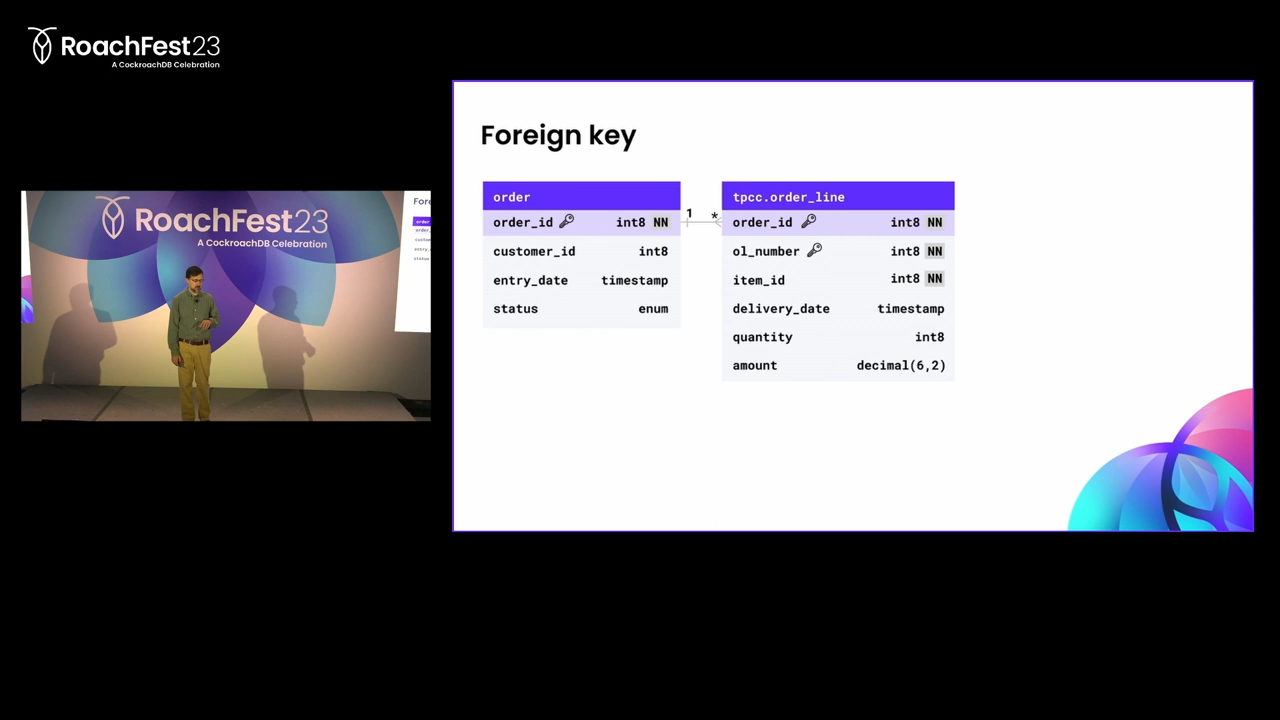 RoachFest23
A CockroachDB Celebration
RoachFest23
A CockroachDB Celebration
Foreign key
order
order_id int8 NN
customer_id int8
entry_date timestamp
status enum
1 *
tpcc.order_line
order_id int8 NN
ol_number int8 NN
item_id int8 NN
delivery_date timestamp
quantity int8
amount decimal(6,2)